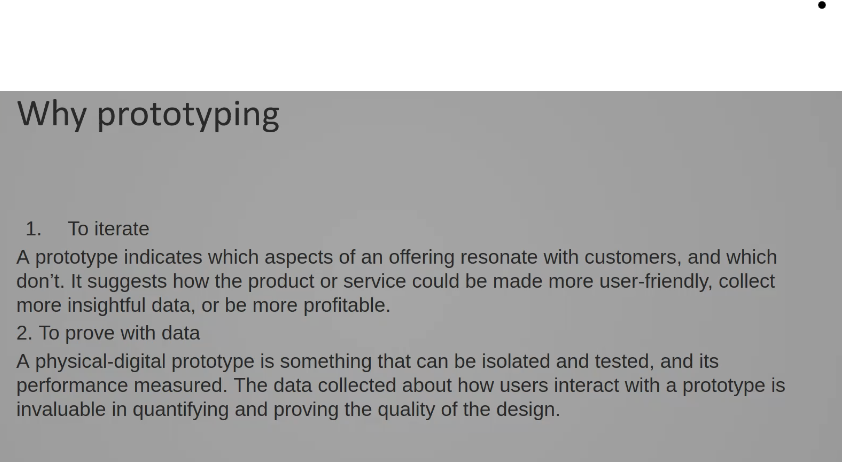 Why prototyping
1. To iterate
A prototype indicates which aspects of an offering resonate with customers, and which
don’t. It suggests how the product or service could be made more user-friendly, collect
more insightful data, or be more profitable.
2. To prove with data
A physical-digital prototype is something that can be isolated and tested, and its
performance measured. The data collected about how users interact with a prototype is
invaluable in quantifying and proving the quality of the design.